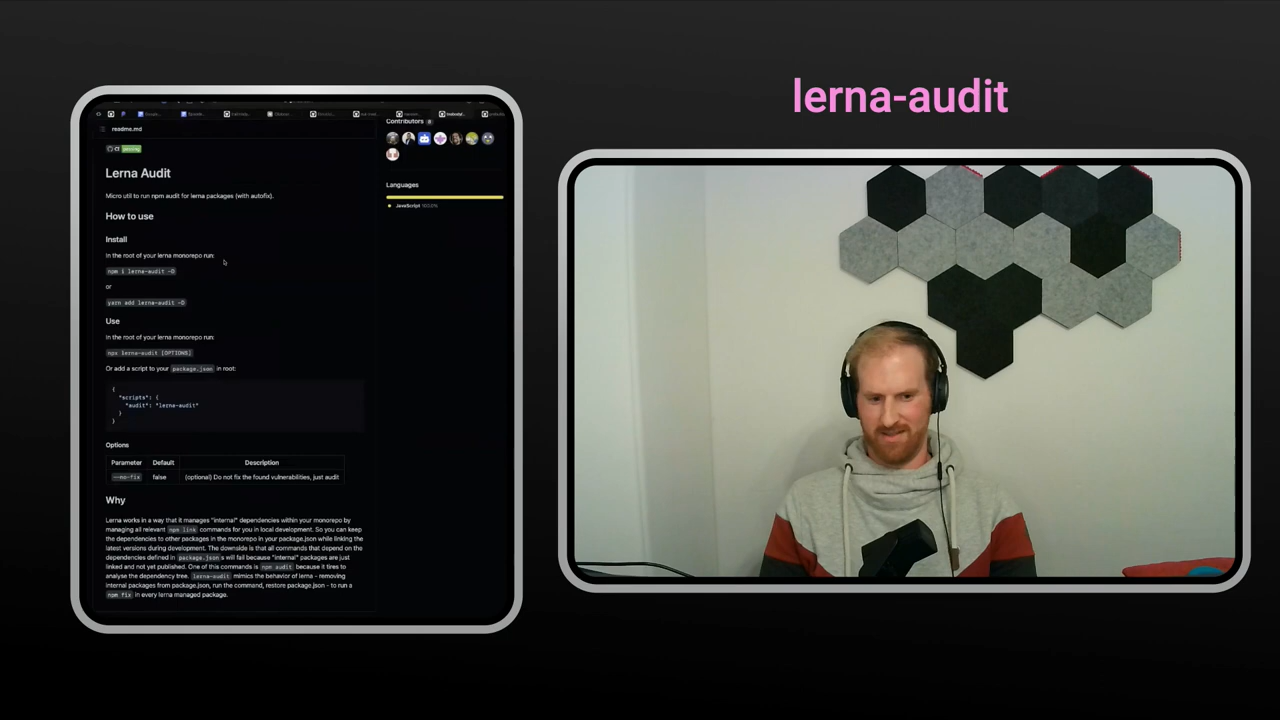 lerna-audit
readme.md
CI passing
Lerna Audit
Micro util to run npm audit for lerna packages (with autofix).
How to use
Install
In the root of your lerna monorepo run:
npm i lerna-audit -D
or
yarn add lerna-audit -D
Use
In the root of your lerna monorepo run:
npx lerna-audit [OPTIONS]
Or add a script to your package.json in root:
{
"scripts": {
"audit": "lerna-audit"
}
}
Options
Parameter Default Description
--no-fix false (optional) Do not fix the found vulnerabilities, just audit
Why
Lerna works in a way that it manages "internal" dependencies within your monorepo by
managing all relevant npm link commands for you in local development. So you can keep
the dependencies to other packages in the monorepo in your package.json while linking the
latest versions during development. The downside is that all commands that depend on the
dependencies defined in package.json s will fail because "internal" packages are just
linked and not yet published. One of this commands is npm audit because it tires to
analyse the dependency tree. lerna-audit mimics the behavior of lerna - removing
internal packages from package.json, run the command, restore package.json - to run a
npm fix in every lerna managed package.
Contributors 8
Languages
JavaScript 100.0%